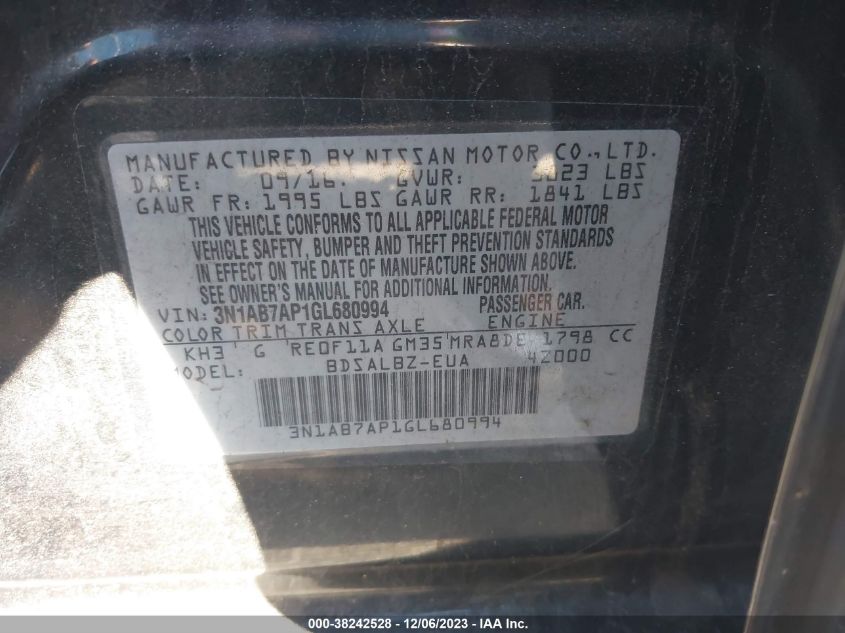 MANUFACTURED BY NISSAN MOTOR CO., LTD.
DATE: 09/16. GVWR: 3623 LBS
GAWR FR: 1995 LBS GAWR RR: 1841 LBS
THIS VEHICLE CONFORMS TO ALL APPLICABLE FEDERAL MOTOR
VEHICLE SAFETY, BUMPER AND THEFT PREVENTION STANDARDS
IN EFFECT ON THE DATE OF MANUFACTURE SHOWN ABOVE.
SEE OWNER'S MANUAL FOR ADDITIONAL INFORMATION.
VIN: 3N1AB7AP1GL680994 PASSENGER CAR.
COLOR TRIM TRANS AXLE ENGINE
KH3 G RE0F11A GM35 MRA8DE 1798 CC
MODEL: BDSALBZ-EUA 4Z000
3N1AB7AP1GL680994
000-38242528 - 12/06/2023 - IAA Inc.